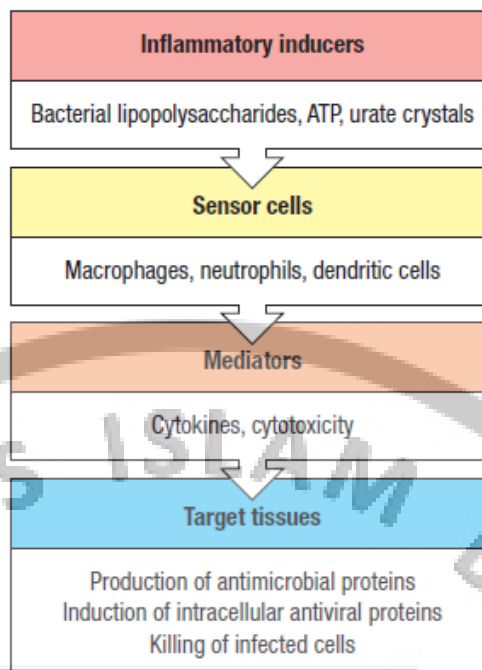 Inflammatory inducers
Bacterial lipopolysaccharides, ATP, urate crystals
Sensor cells
Macrophages, neutrophils, dendritic cells
Mediators
Cytokines, cytotoxicity
S ISLAM
Target tissues
Production of antimicrobial proteins
Induction of intracellular antiviral proteins
Killing of infected cells